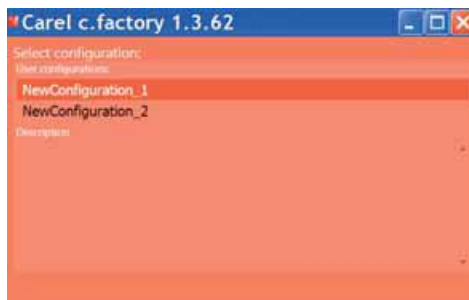 Carel c.factory 1.3.62
Select configuration:
User configurations:
NewConfiguration_1
NewConfiguration_2
Description